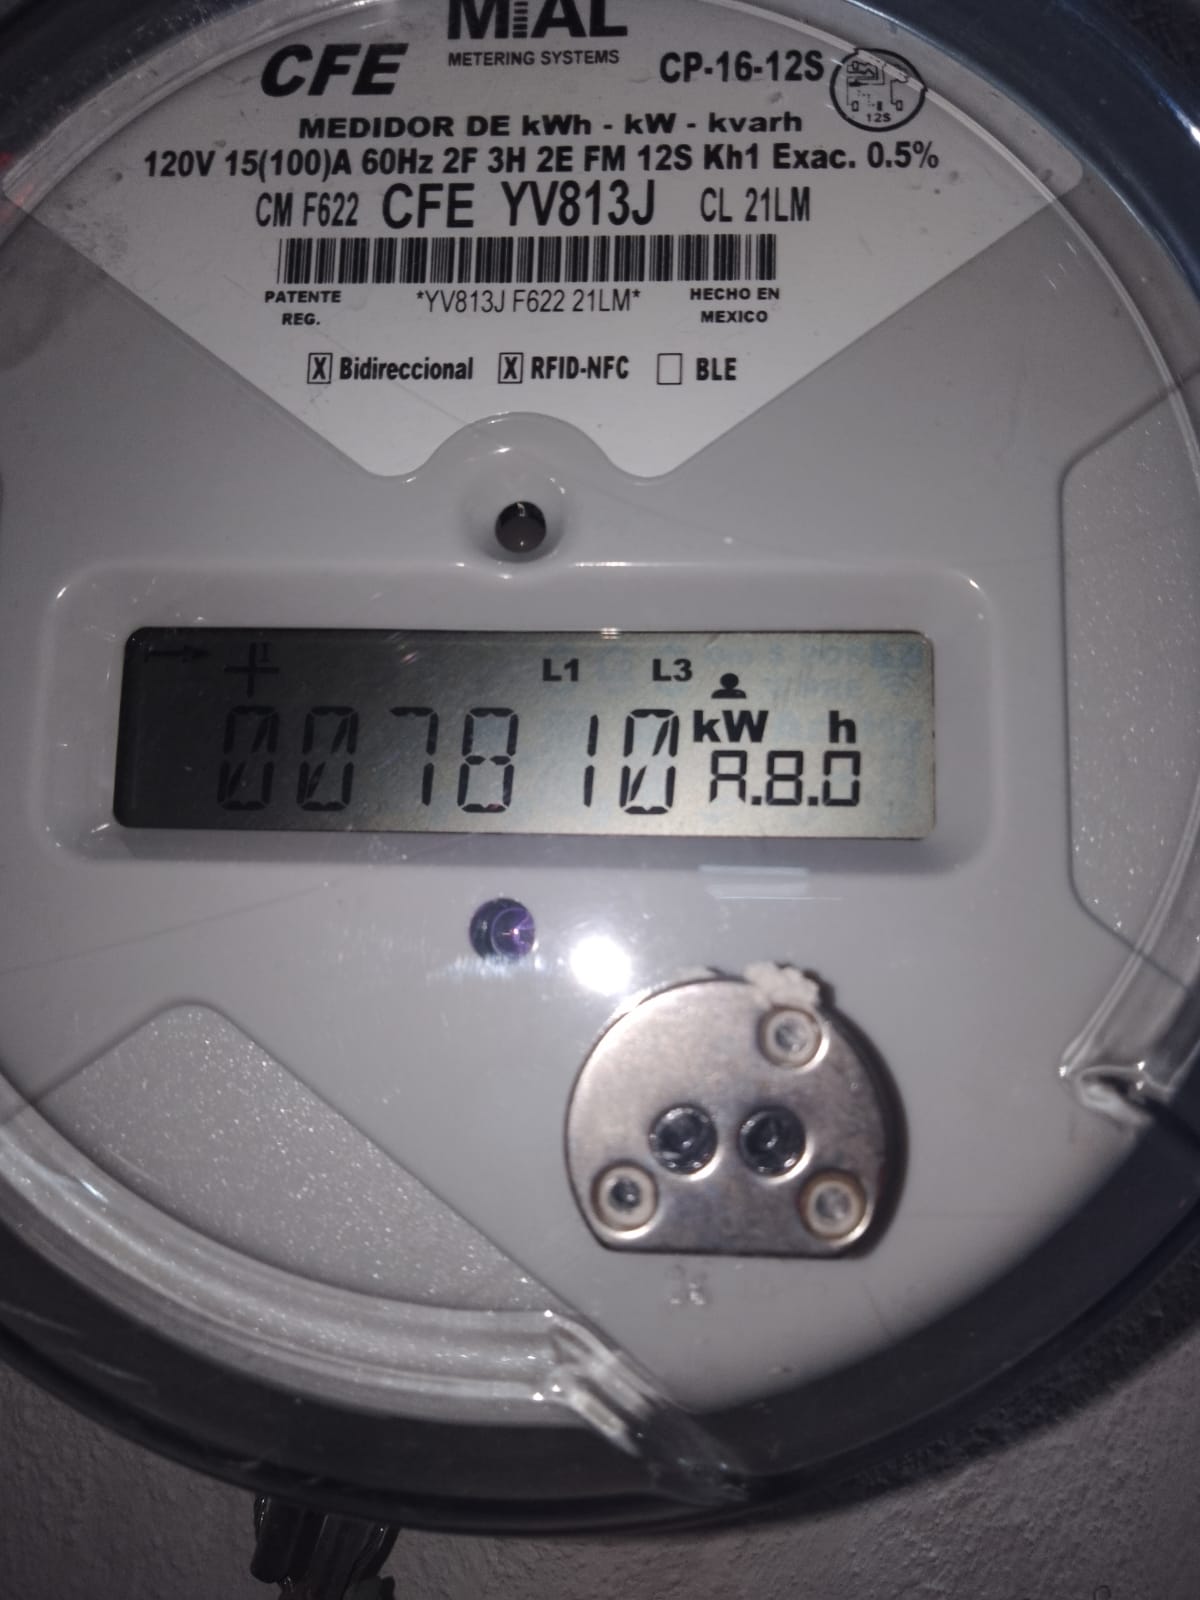 MIAL
METERING SYSTEMS
CFE
CP-16-12S
12S
MEDIDOR DE kWh - kW - kvarh
120V 15(100)A 60Hz 2F 3H 2E FM 12S Kh1 Exac. 0.5%
CM F622 CFE YV813J CL 21LM
PATENTE REG.
*YV813J F622 21LM*
HECHO EN MEXICO
X Bidireccional X RFID-NFC BLE
L1 L3
007810 kW h
A.8.0